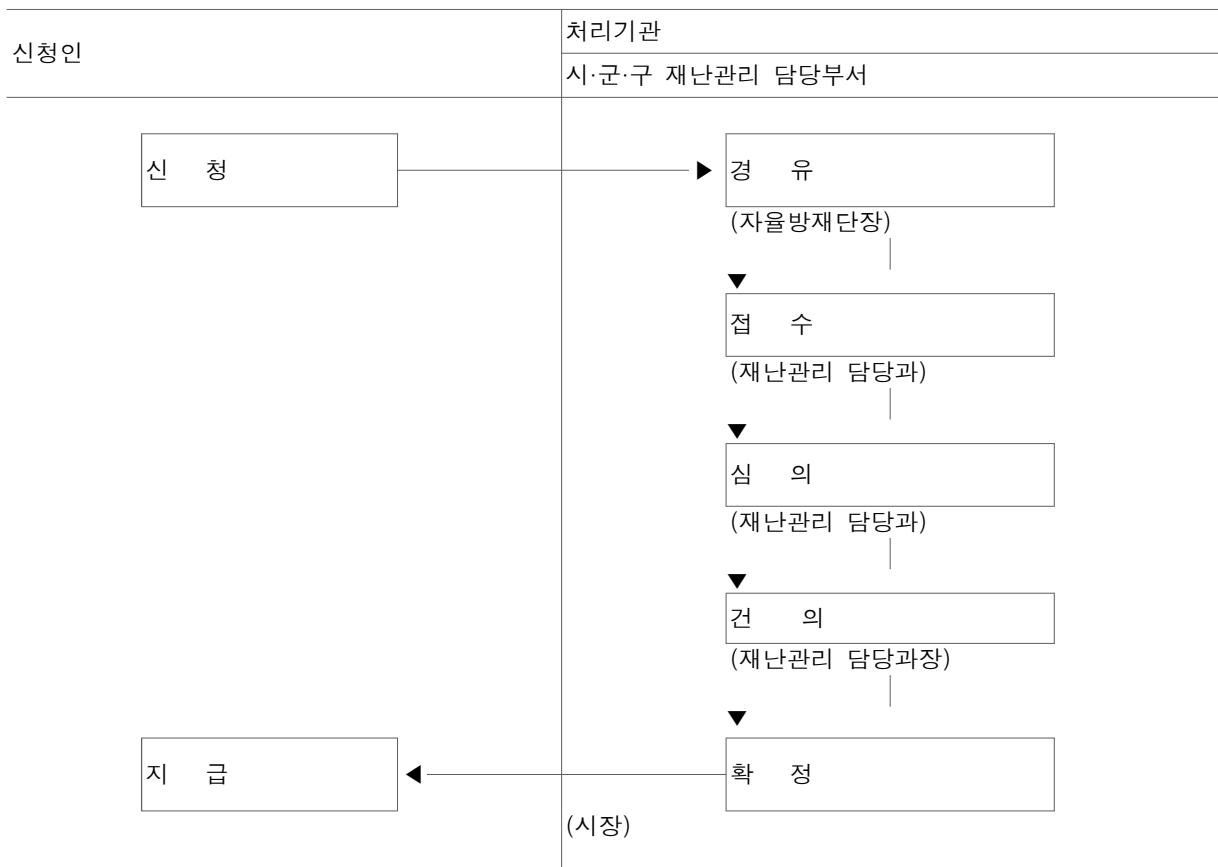 신청인
처리기관
시·군·구 재난관리 담당부서
신 청
▶
경 유
(자율방재단장)
▼
접 수
(재난관리 담당과)
▼
심 의
(재난관리 담당과)
▼
건 의
(재난관리 담당과장)
▼
지 급
◀
확 정
(시장)